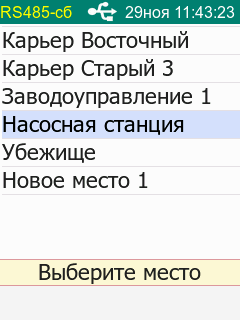 RS485-сб 29ноя 11:43:23
Карьер Восточный
Карьер Старый 3
Заводоуправление 1
Насосная станция
Убежище
Новое место 1
Выберите место